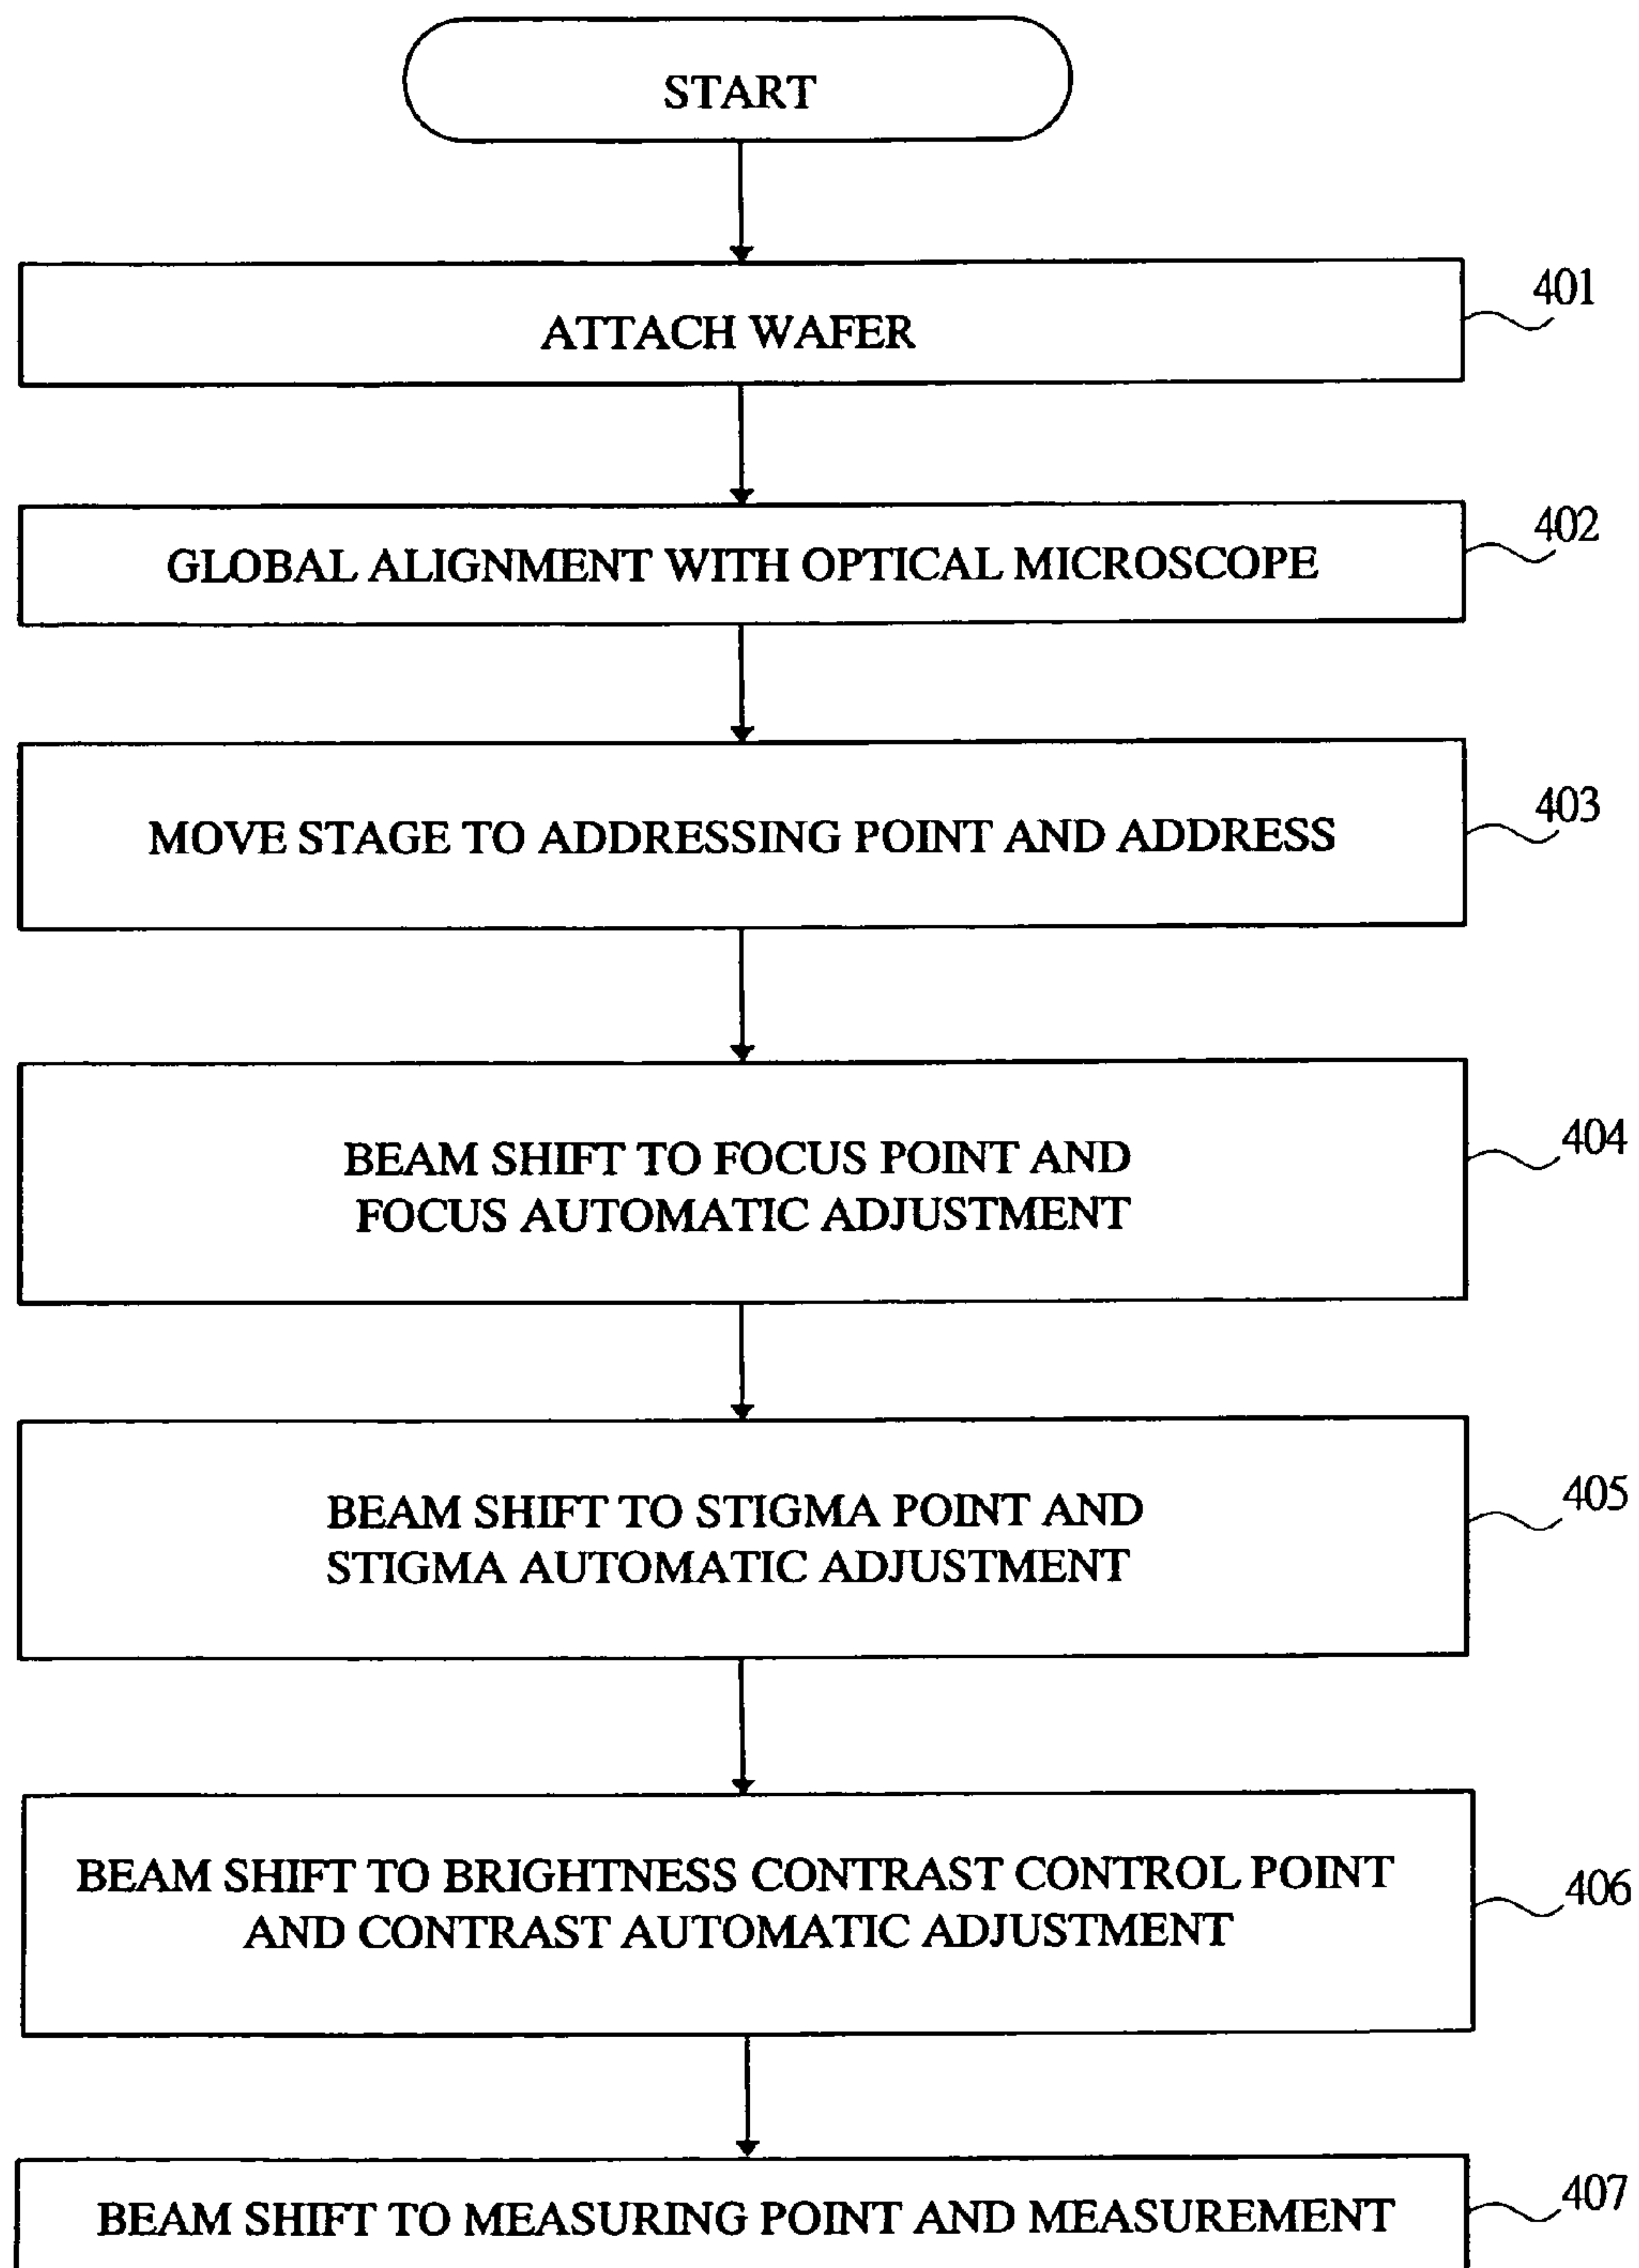 START
ATTACH WAFER
401
GLOBAL ALIGNMENT WITH OPTICAL MICROSCOPE
402
MOVE STAGE TO ADDRESSING POINT AND ADDRESS
403
BEAM SHIFT TO FOCUS POINT AND
FOCUS AUTOMATIC ADJUSTMENT
404
BEAM SHIFT TO STIGMA POINT AND
STIGMA AUTOMATIC ADJUSTMENT
405
BEAM SHIFT TO BRIGHTNESS CONTRAST CONTROL POINT
AND CONTRAST AUTOMATIC ADJUSTMENT
406
BEAM SHIFT TO MEASURING POINT AND MEASUREMENT
407